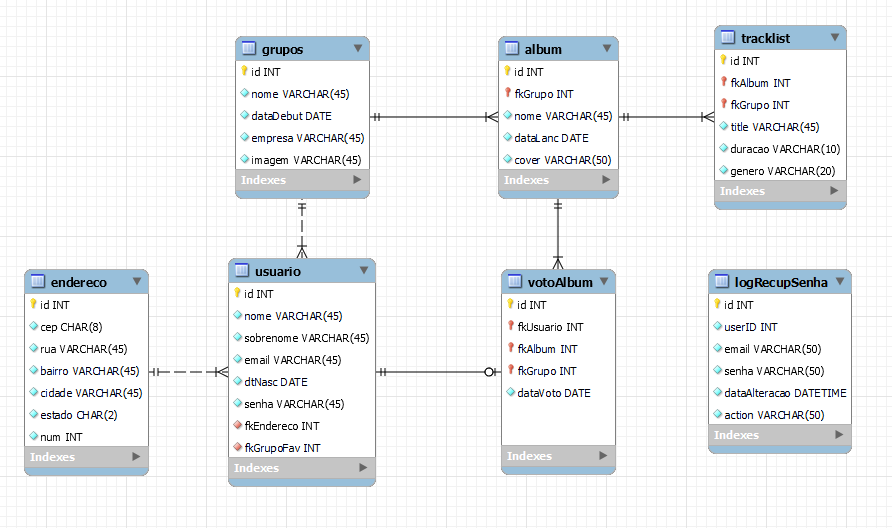 grupos
id INT
nome VARCHAR(45)
dataDebut DATE
empresa VARCHAR(45)
imagem VARCHAR(45)
Indexes
album
id INT
fkGrupo INT
nome VARCHAR(45)
dataLanc DATE
cover VARCHAR(50)
Indexes
tracklist
id INT
fkAlbum INT
fkGrupo INT
title VARCHAR(45)
duracao VARCHAR(10)
genero VARCHAR(20)
Indexes
endereco
id INT
cep CHAR(8)
rua VARCHAR(45)
bairro VARCHAR(45)
cidade VARCHAR(45)
estado CHAR(2)
num INT
Indexes
usuario
id INT
nome VARCHAR(45)
sobrenome VARCHAR(45)
email VARCHAR(45)
dtNasc DATE
senha VARCHAR(45)
fkEndereco INT
fkGrupoFav INT
Indexes
votoAlbum
id INT
fkUsuario INT
fkAlbum INT
fkGrupo INT
dataVoto DATE
Indexes
logRecupSenha
id INT
userID INT
email VARCHAR(50)
senha VARCHAR(50)
dataAlteracao DATETIME
action VARCHAR(50)
Indexes